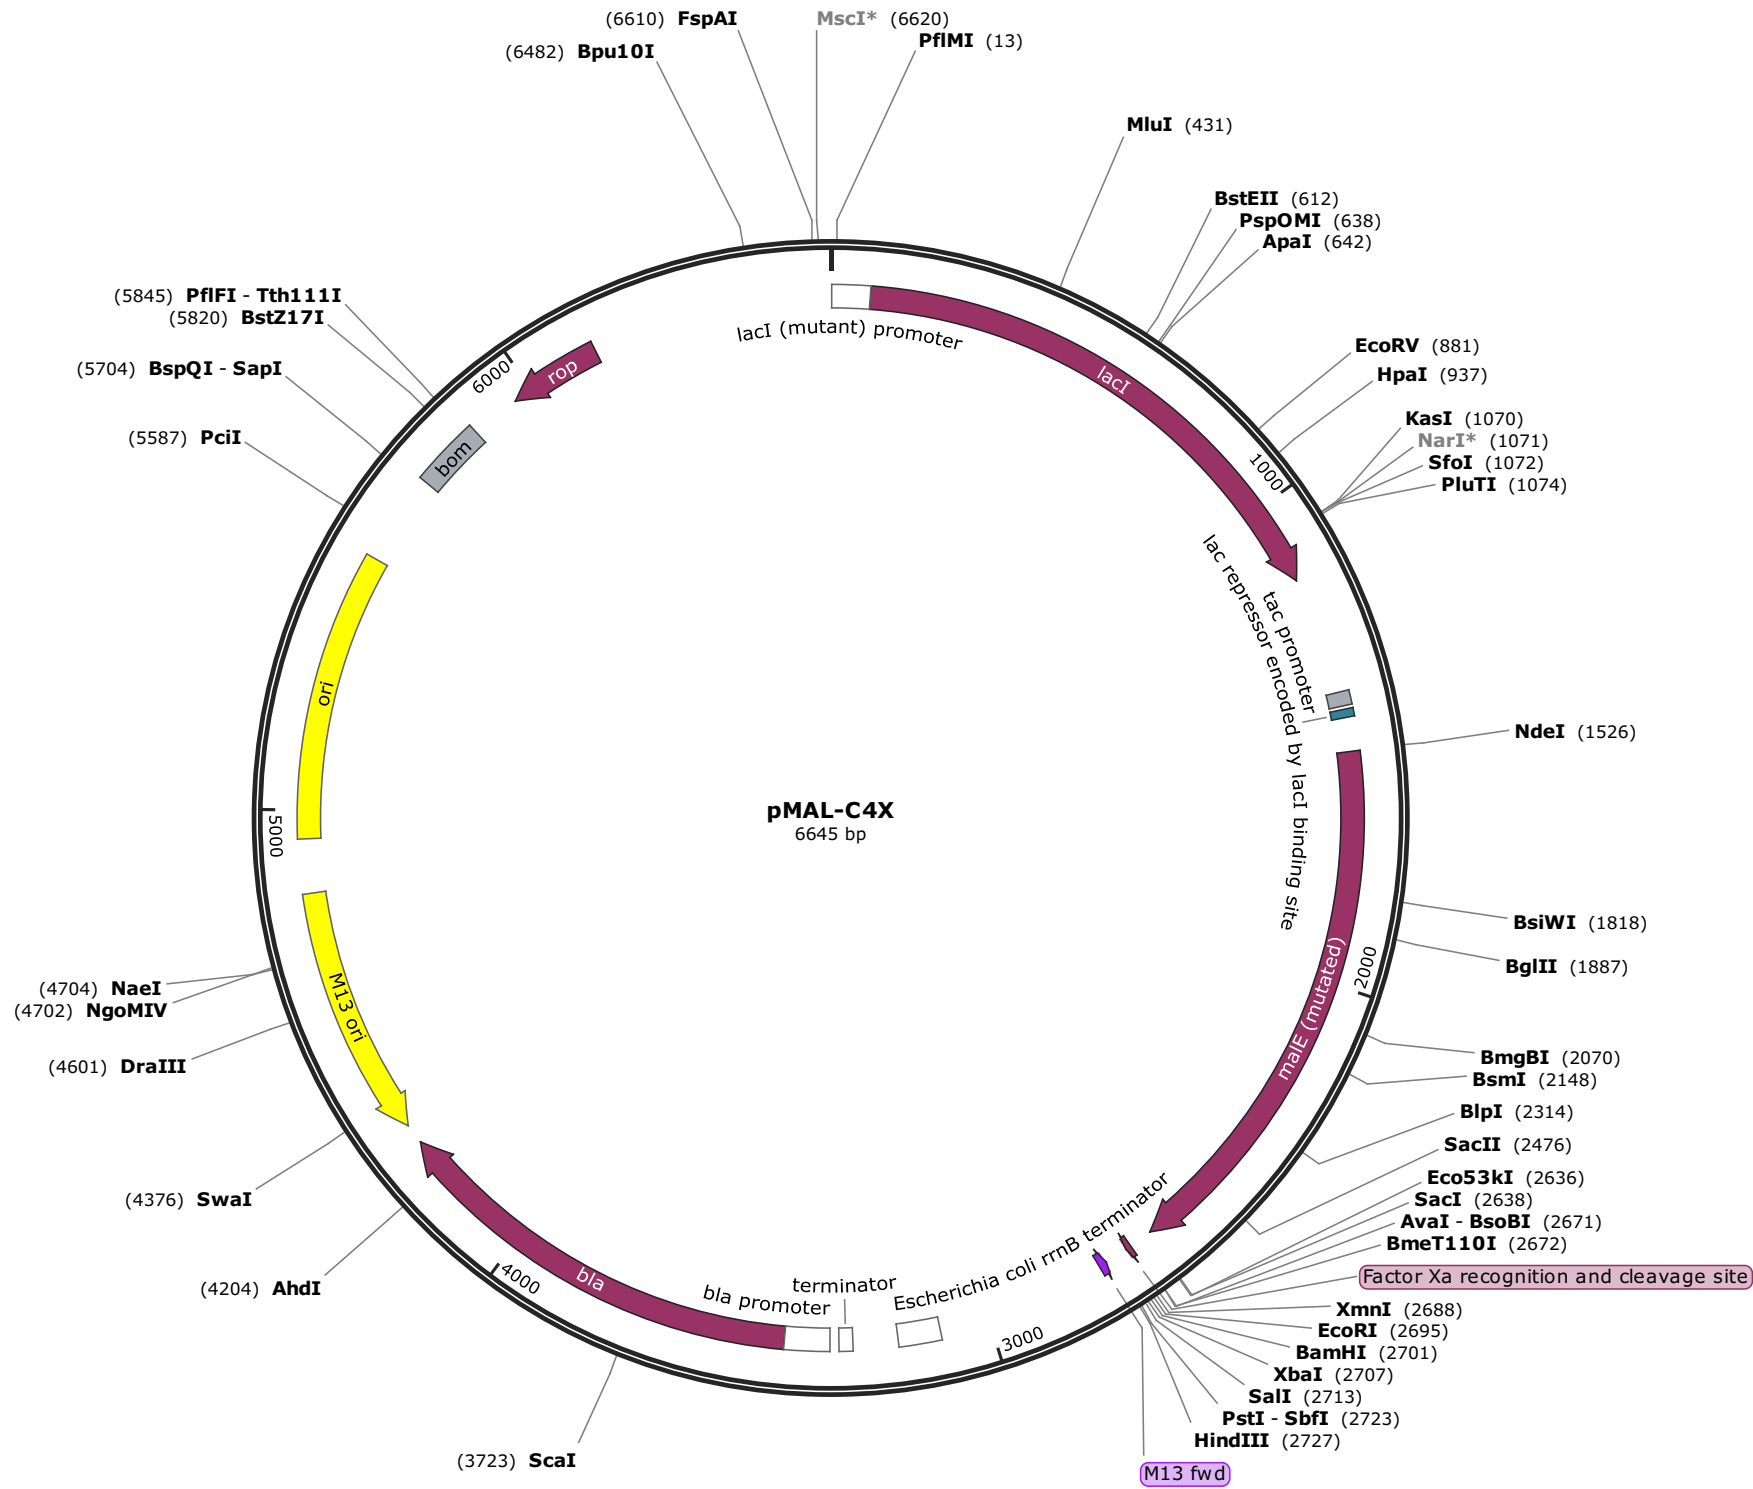 (6610) FspAI
MscI* (6620)
PflMI (13)
(6482) Bpu10I
MluI (431)
BstEII (612)
PspOMI (638)
ApaI (642)
(5845) PflFI - Tth111I
(5820) BstZ17I
(5704) BspQI - SapI
(5587) PciI
EcoRV (881)
HpaI (937)
KasI (1070)
NarI* (1071)
SfoI (1072)
PluTI (1074)
lacI (mutant) promoter
lacI
rop
6000
bom
1000
ori
tac promoter
lac repressor encoded by lacI binding site
NdeI (1526)
pMAL-C4X
6645 bp
5000
BsiWI (1818)
BglII (1887)
2000
malE (mutated)
(4704) NaeI
(4702) NgoMIV
(4601) DraIII
M13 ori
BmgBI (2070)
BsmI (2148)
BlpI (2314)
SacII (2476)
Eco53kI (2636)
SacI (2638)
AvaI - BsoBI (2671)
BmeT110I (2672)
Factor Xa recognition and cleavage site
XmnI (2688)
EcoRI (2695)
BamHI (2701)
XbaI (2707)
SalI (2713)
PstI - SbfI (2723)
HindIII (2727)
M13 fwd
(4376) SwaI
(4204) AhdI
4000
bla
bla promoter
terminator
Escherichia coli rrnB terminator
3000
(3723) ScaI